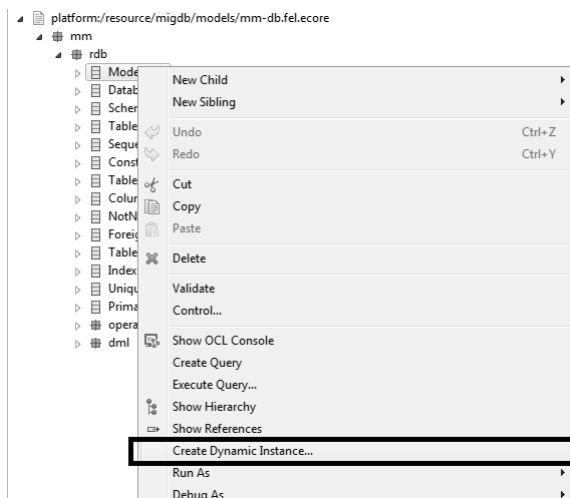 platform:/resource/migdb/models/mm-db.fel.ecore
mm
rdb
Mode
Datab
Schem
Table
Seque
Const
Table
Colur
NotN
Foreig
Table
Index
Uniqu
Prima
opera
dml
New Child
New Sibling
Undo Ctrl+Z
Redo Ctrl+Y
Cut
Copy
Paste
Delete
Validate
Control...
Show OCL Console
Create Query
Execute Query...
Show Hierarchy
Show References
Create Dynamic Instance...
Run As
Debug As